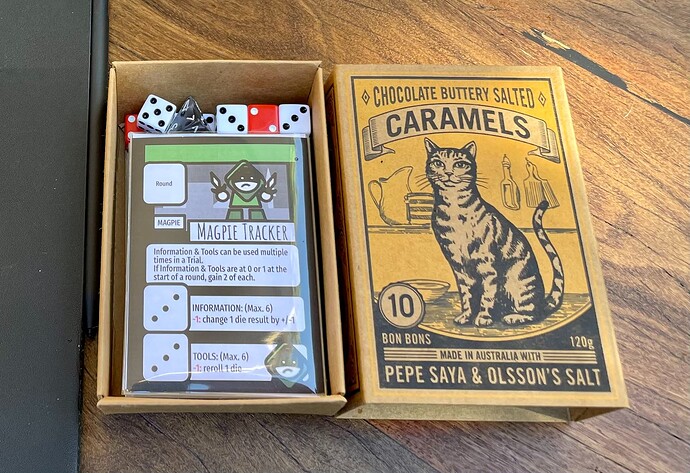 Round
MAGPIE
MAGPIE TRACKER
Information & Tools can be used multiple
times in a Trial.
If Information & Tools are at 0 or 1 at the
start of a round, gain 2 of each.
INFORMATION: (Max. 6)
-1: change 1 die result by +/-1
TOOLS: (Max. 6)
-1: reroll 1 die
CHOCOLATE BUTTERY SALTED
CARAMELS
10
BON BONS
120g
MADE IN AUSTRALIA WITH
PEPE SAYA & OLSSON'S SALT